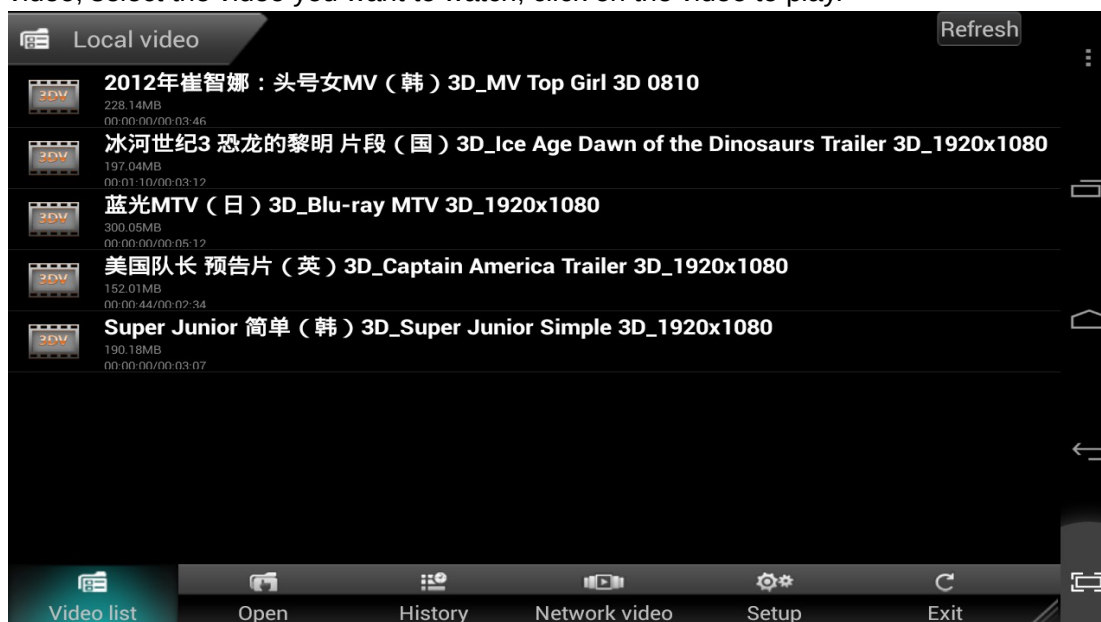 video, select the video you want to watch, click on the video to play.
Local video
Refresh
2012年崔智娜：头号女MV（韩）3D_MV Top Girl 3D 0810
228.14MB
00:00:00/00:03:46
冰河世纪3 恐龙的黎明 片段（国）3D_Ice Age Dawn of the Dinosaurs Trailer 3D_1920x1080
197.04MB
00:01:10/00:03:12
蓝光MTV（日）3D_Blu-ray MTV 3D_1920x1080
300.05MB
00:00:00/00:05:12
美国队长 预告片（英）3D_Captain America Trailer 3D_1920x1080
152.01MB
00:00:44/00:02:34
Super Junior 简单（韩）3D_Super Junior Simple 3D_1920x1080
190.18MB
00:00:00/00:03:07
3DV
3DV
3DV
3DV
3DV
Video list
Open
History
Network video
Setup
Exit